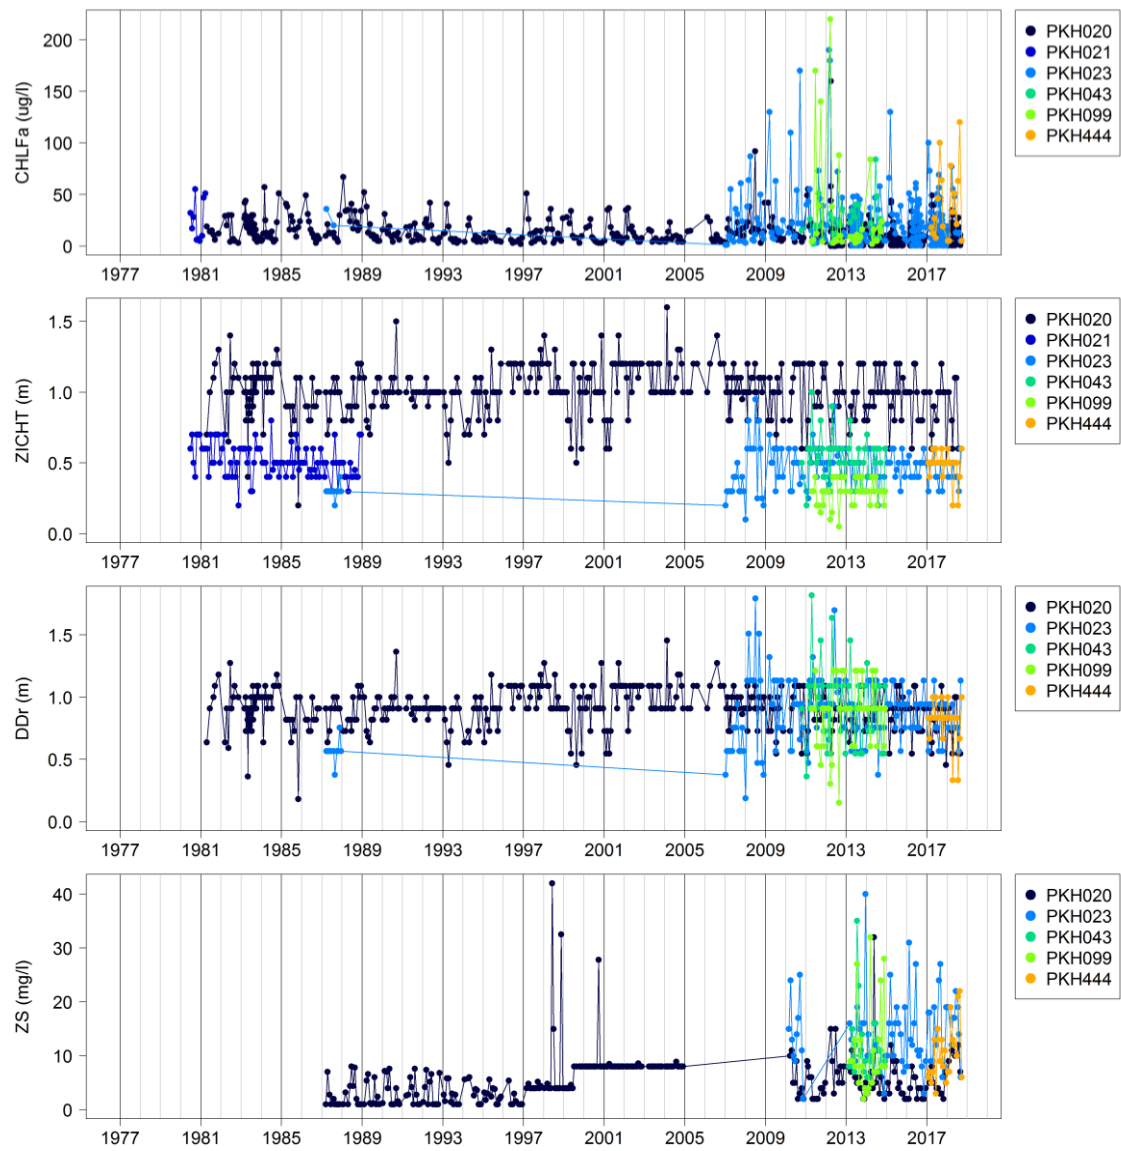 CHLFa (ug/l)
200
150
100
50
0
1977 1981 1985 1989 1993 1997 2001 2005 2009 2013 2017
PKH020
PKH021
PKH023
PKH043
PKH099
PKH444
ZICHT (m)
1.5
1.0
0.5
0.0
1977 1981 1985 1989 1993 1997 2001 2005 2009 2013 2017
PKH020
PKH021
PKH023
PKH043
PKH099
PKH444
DDr (m)
1.5
1.0
0.5
0.0
1977 1981 1985 1989 1993 1997 2001 2005 2009 2013 2017
PKH020
PKH023
PKH043
PKH099
PKH444
ZS (mg/l)
40
30
20
10
0
1977 1981 1985 1989 1993 1997 2001 2005 2009 2013 2017
PKH020
PKH023
PKH043
PKH099
PKH444